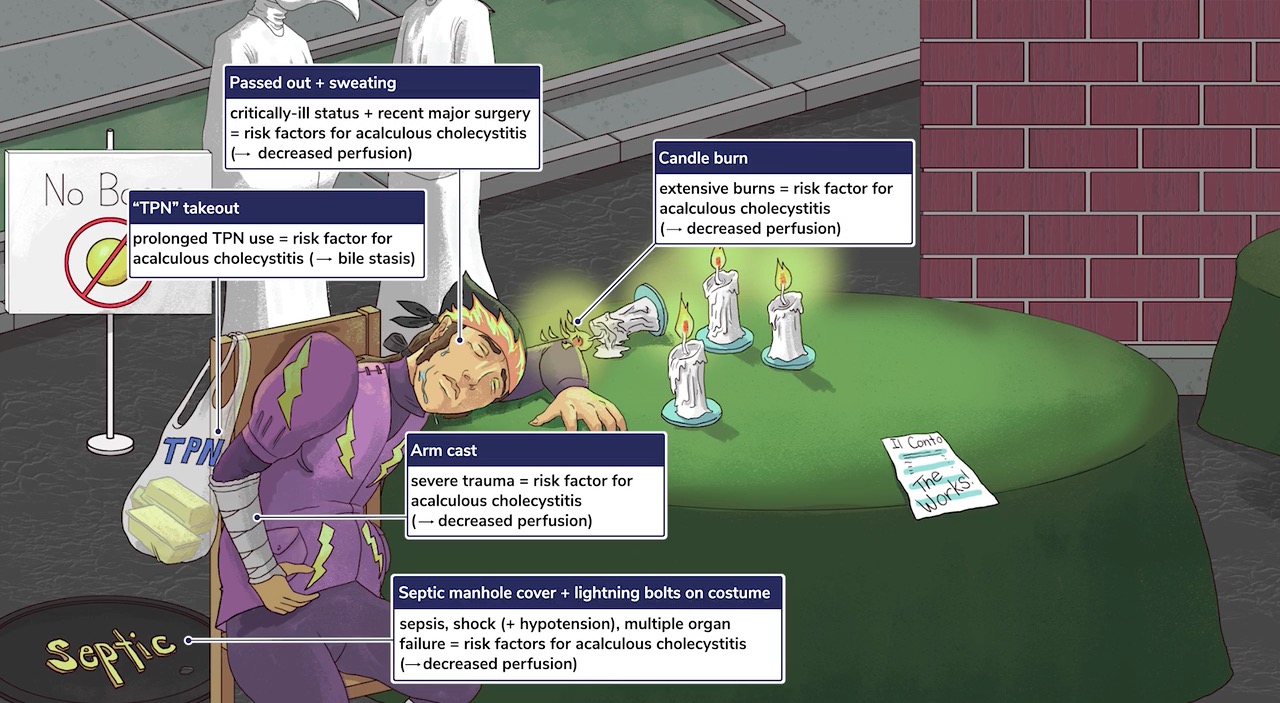 Passed out + sweating
critically-ill status + recent major surgery
= risk factors for acalculous cholecystitis
(→ decreased perfusion)
Candle burn
extensive burns = risk factor for
acalculous cholecystitis
(→ decreased perfusion)
No
"TPN" takeout
prolonged TPN use = risk factor for
acalculous cholecystitis (→ bile stasis)
TPN
Arm cast
severe trauma = risk factor for
acalculous cholecystitis
(→ decreased perfusion)
Il Conto
The
Works!
Septic manhole cover + lightning bolts on costume
sepsis, shock (+ hypotension), multiple organ
failure = risk factors for acalculous cholecystitis
(→ decreased perfusion)
Septic